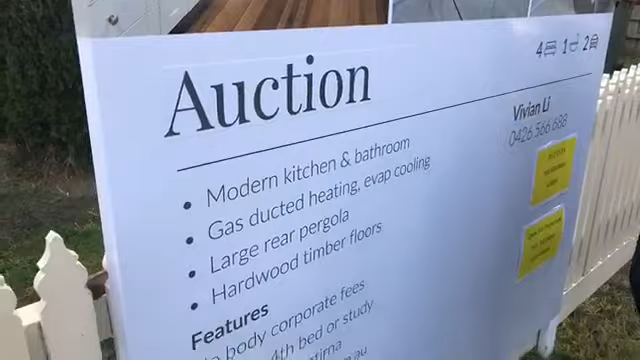 4 1 2
Auction
Vivian Li
0426.566.688
Modern kitchen & bathroom
Gas ducted heating, evap cooling
Large rear pergola
Hardwood timber floors
Features
body corporate fees
4th bed or study